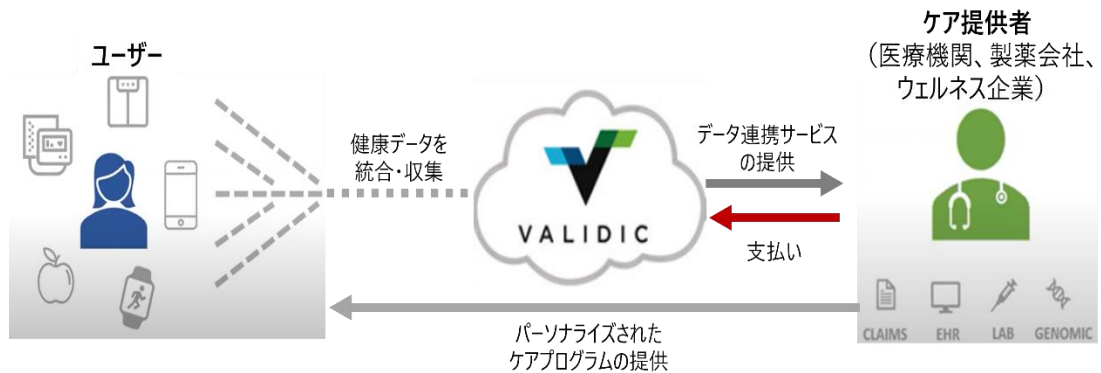 ユーザー
健康データを
統合・収集
VALIDIC
データ連携サービス
の提供
支払い
ケア提供者
（医療機関、製薬会社、
ウェルネス企業）
CLAIMS
EHR
LAB
GENOMIC
パーソナライズされた
ケアプログラムの提供